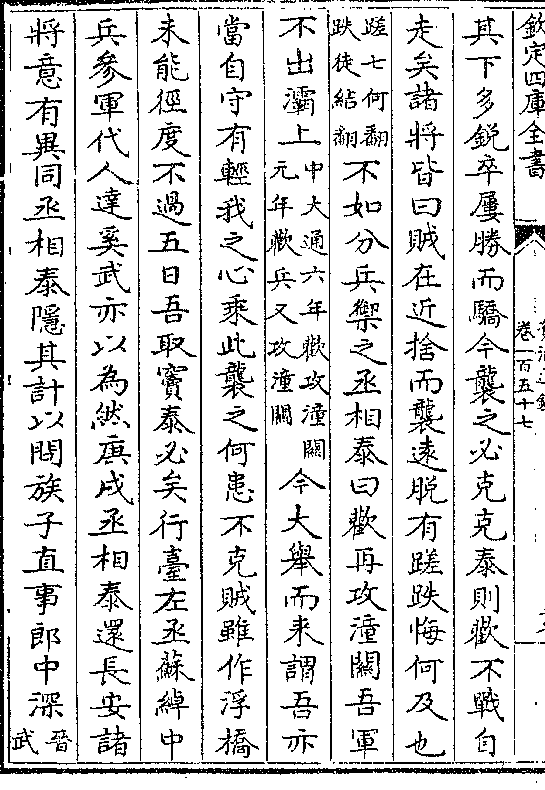 欽定四庫全書
卷一百五十七
其下多鋭卒屢勝而驕今襲之必克克泰則歡不戰自
走矣諸將皆曰賊在近捨而襲遠脱有蹉跌悔何及也
蹉七何翻
跌徒結翻
不如分兵禦之丞相泰曰歡再攻潼關吾軍
不出灞上
中大通六年歡攻潼關
元年歡兵又攻潼關
今大舉而来謂吾亦
當自守有輕我之心乘此襲之何患不克賊雖作浮橋
未能徑度不過五日吾取竇泰必矣行臺左丞蘇綽中
兵參軍代人達奚武亦以為然庚戌丞相泰還長安諸
將意有異同丞相泰隱其計以問族子直事郎中深
晉
武